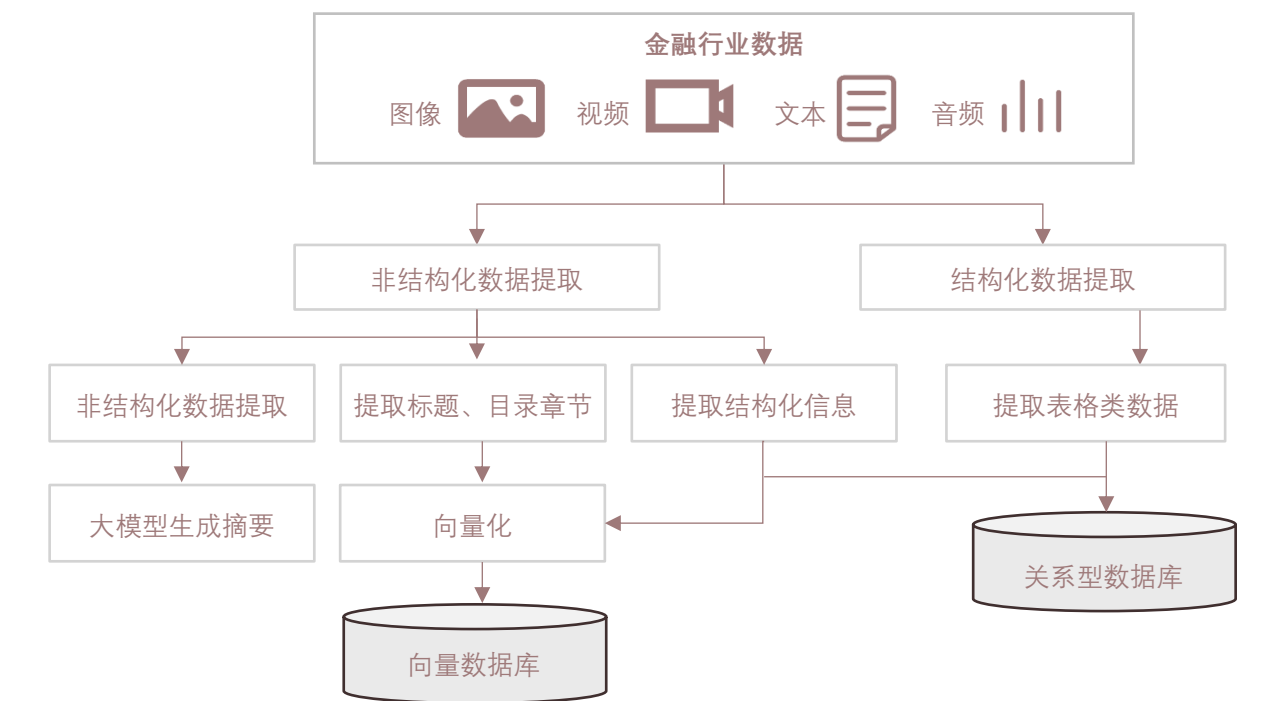 金融行业数据
图像 视频 文本 音频
非结构化数据提取 结构化数据提取
非结构化数据提取 提取标题、目录章节 提取结构化信息 提取表格类数据
大模型生成摘要 向量化
关系型数据库
向量数据库